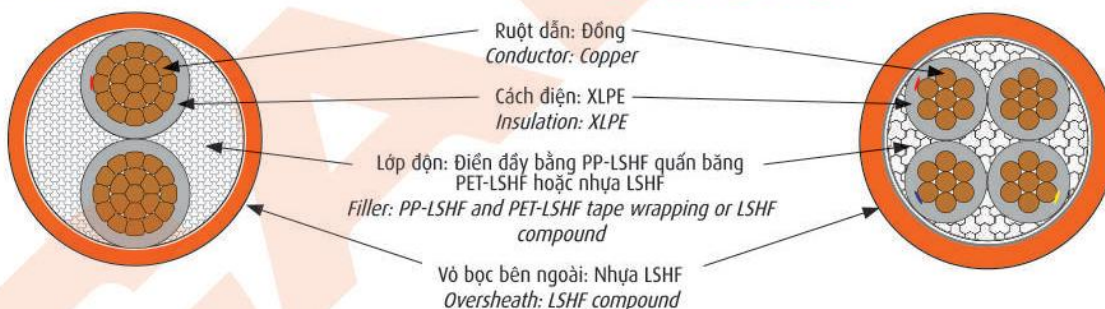 Ruột dẫn: Đồng
Conductor: Copper
Cách điện: XLPE
Insulation: XLPE
Lớp độn: Điền đầy bằng PP-LSHF quấn băng
PET-LSHF hoặc nhựa LSHF
Filler: PP-LSHF and PET-LSHF tape wrapping or LSHF
compound
Vỏ bọc bên ngoài: Nhựa LSHF
Oversheath: LSHF compound